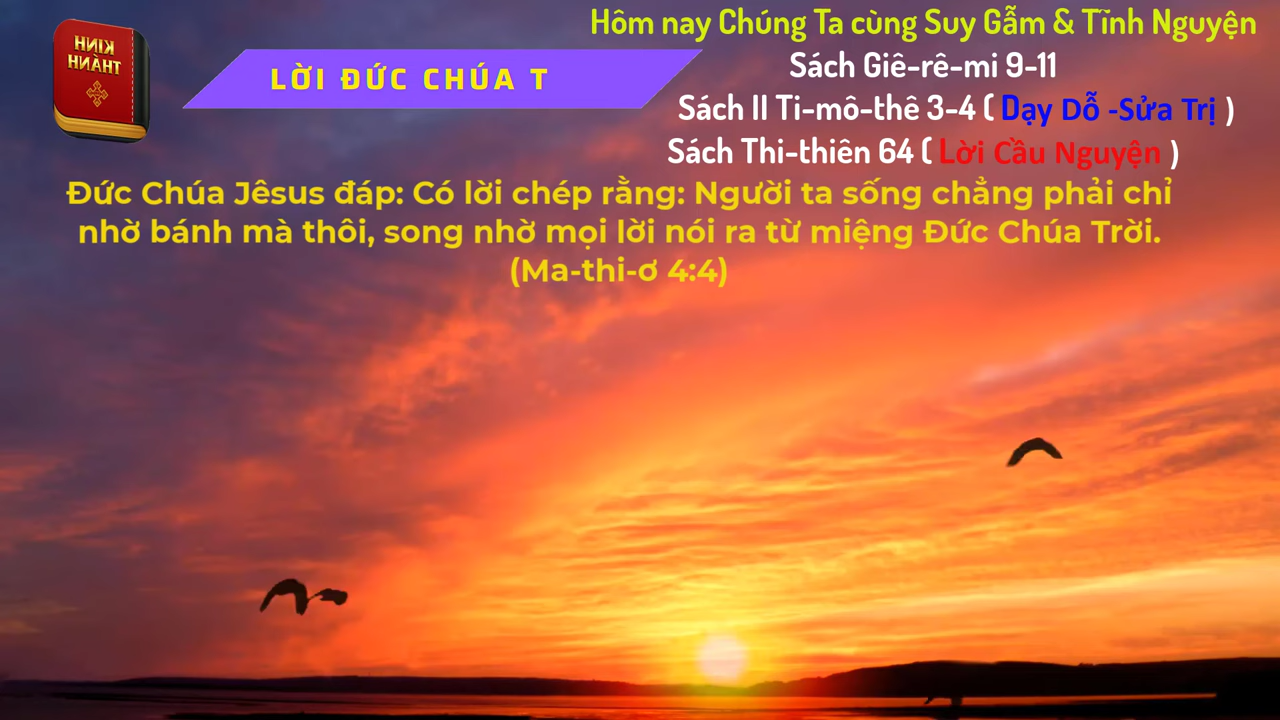 KINH
THÁNH
LỜI ĐỨC CHÚA T
Hôm nay Chúng Ta cùng Suy Gẫm & Tĩnh Nguyện
Sách Giê-rê-mi 9-11
Sách II Ti-mô-thê 3-4 ( Dạy Dỗ -Sửa Trị )
Sách Thi-thiên 64 ( Lời Cầu Nguyện )
Đức Chúa Jêsus đáp: Có lời chép rằng: Người ta sống chẳng phải chỉ
nhờ bánh mà thôi, song nhờ mọi lời nói ra từ miệng Đức Chúa Trời.
(Ma-thi-ơ 4:4)